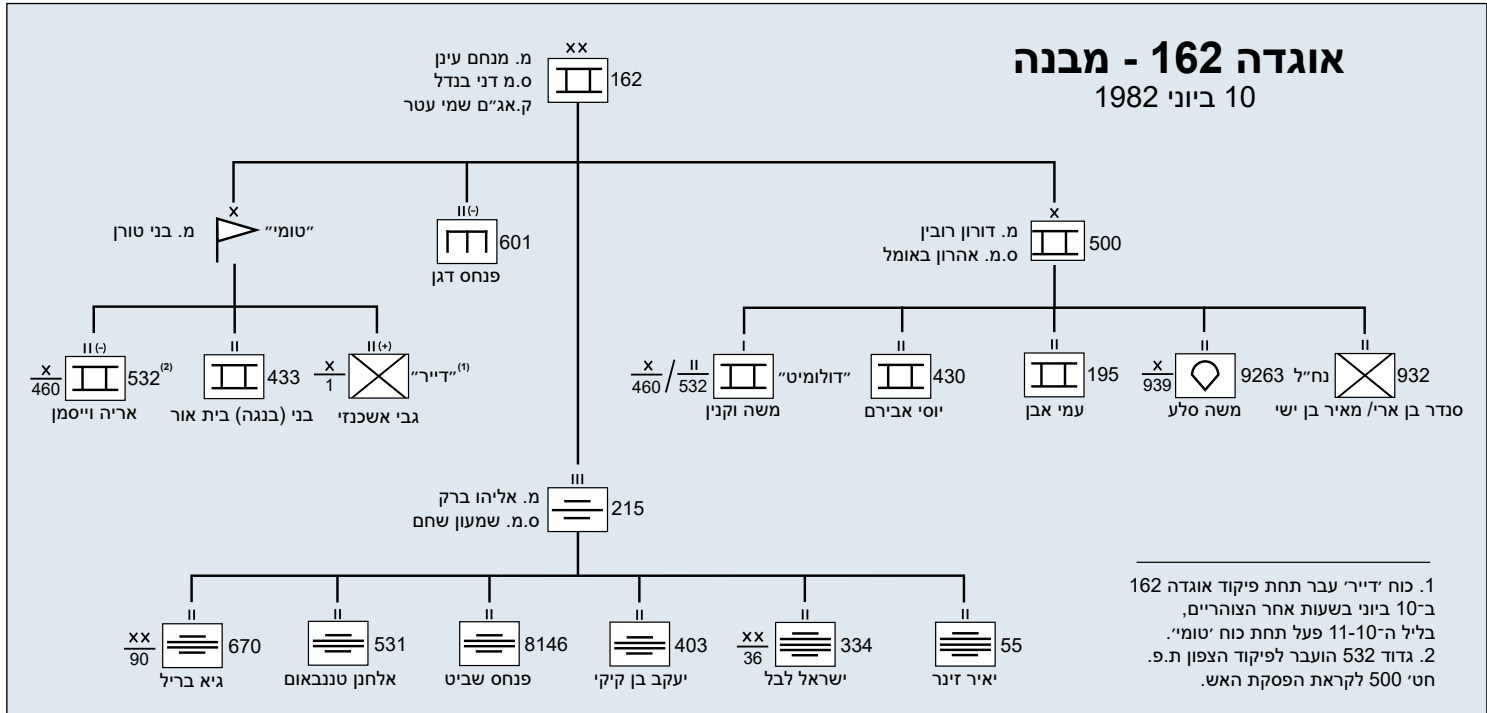 אוגדה 162 - מבנה
10 ביוני 1982
XX
162
מ. מנחם עינן
ס.מ דני בנדל
ק.אג״ם שמי עטר
X
500
מ. דורון רובין
ס.מ. אהרון באומל
II(-)
601
פנחס דגן
X
״טומי״
מ. בני טורן
II
932
נח״ל
סנדר בן ארי/ מאיר בן ישי
II
9263
X
939
משה סלע
II
195
עמי אבן
II
430
יוסי אבירם
I
״דולומיט״
X
460
/
II
532
משה וקנין
II(+)
״דייר״(1)
X
1
גבי אשכנזי
II
433
בני (בנגה) בית אור
II(-)
532(2)
X
460
אריה וייסמן
III
215
מ. אליהו ברק
ס.מ. שמעון שחם
II
55
יאיר זינר
II
334
XX
36
ישראל לבל
II
403
יעקב בן קיקי
II
8146
פנחס שביט
II
531
אלחנן טננבאום
II
670
XX
90
גיא בריל
1. כוח ׳דייר׳ עבר תחת פיקוד אוגדה 162
ב־10 ביוני בשעות אחר הצוהריים,
בליל ה־11-10 פעל תחת כוח ׳טומי׳.
2. גדוד 532 הועבר לפיקוד הצפון ת.פ.
חט׳ 500 לקראת הפסקת האש.